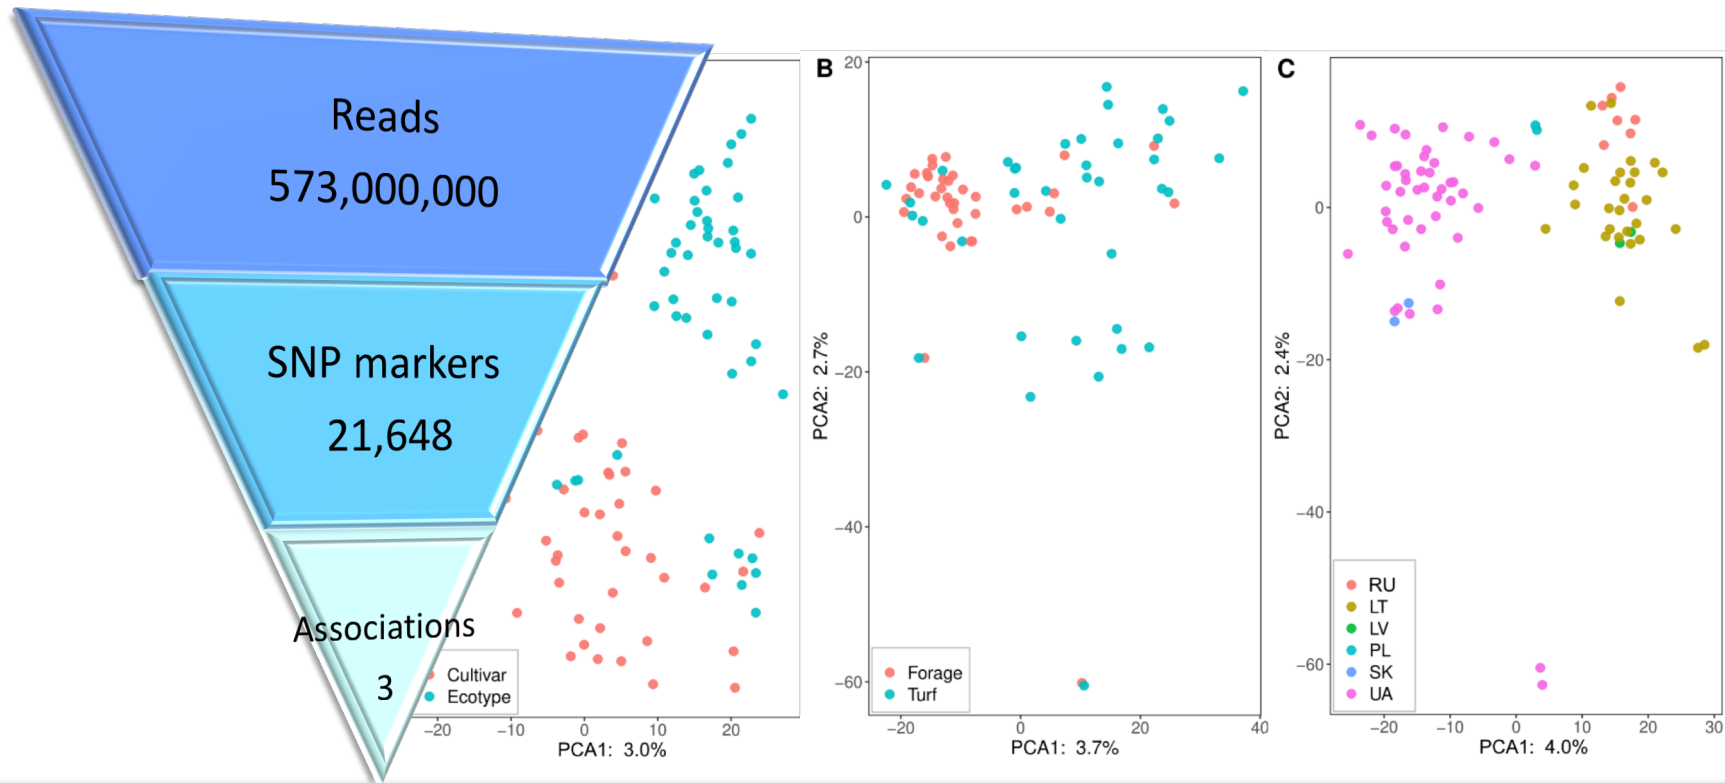 Reads
573,000,000
SNP markers
21,648
Associations
3
Cultivar
Ecotype
−20 −10 0 10 20
PCA1: 3.0%
B
20
0
−20
−40
−60
PCA2: 2.7%
Forage
Turf
−20 0 20 40
PCA1: 3.7%
C
0
−20
−40
−60
PCA2: 2.4%
RU
LT
LV
PL
SK
UA
−20 −10 0 10 20 30
PCA1: 4.0%